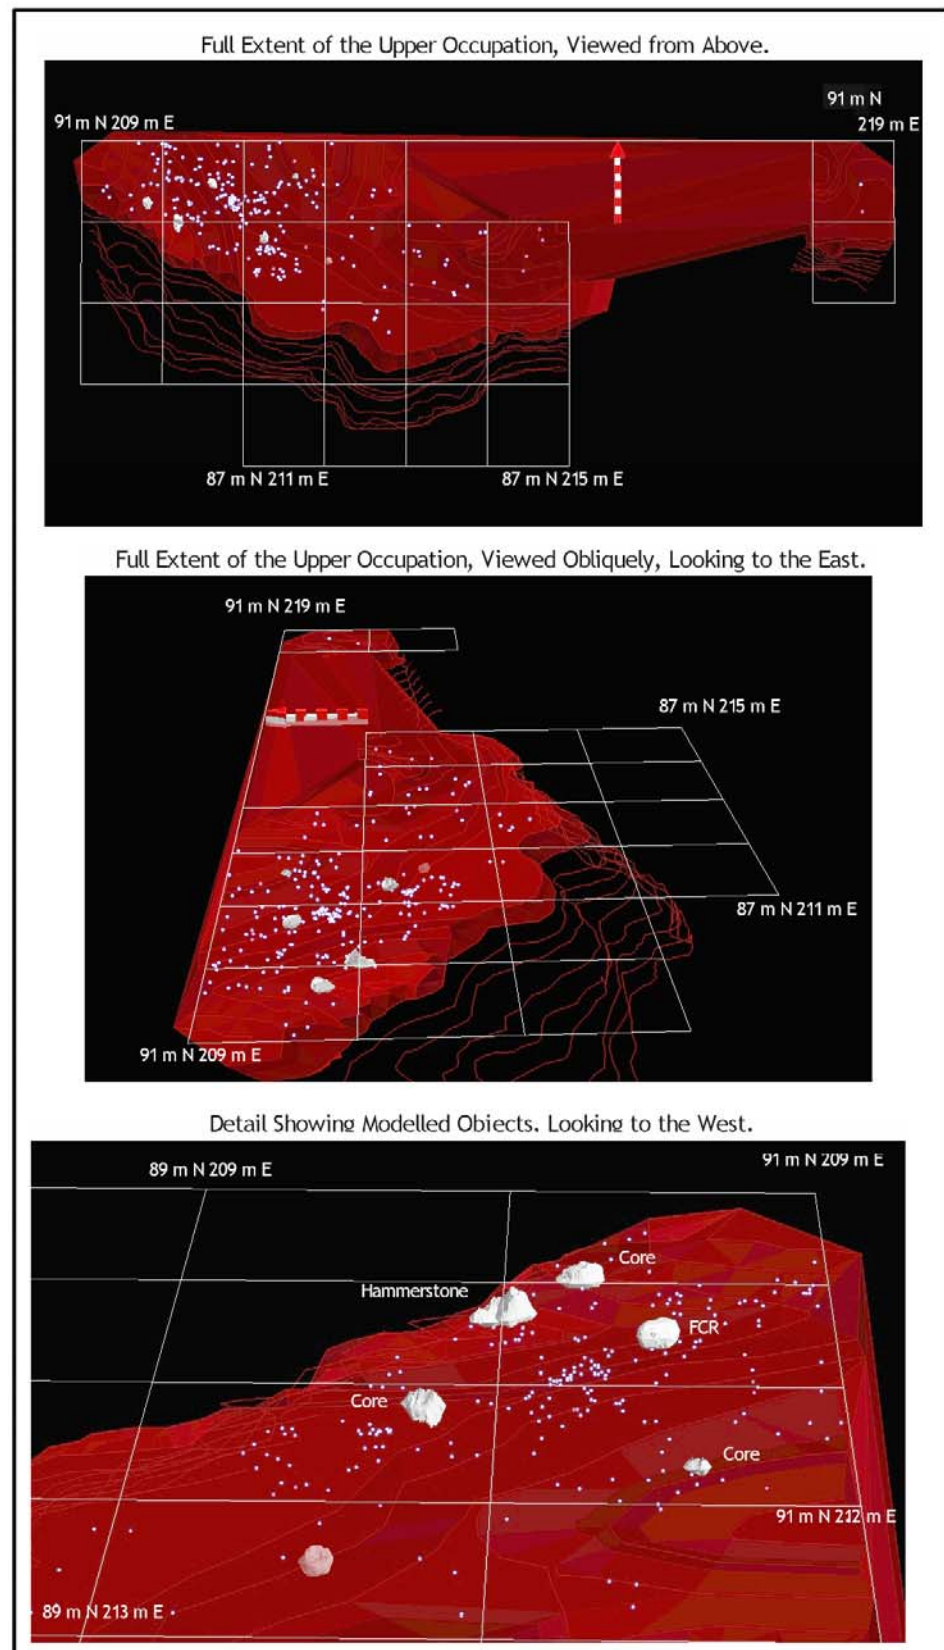 Full Extent of the Upper Occupation, Viewed from Above.
91 m N
91 m N 209 m E
219 m E
87 m N 211 m E
87 m N 215 m E
Full Extent of the Upper Occupation, Viewed Obliquely, Looking to the East.
91 m N 219 m E
87 m N 215 m E
87 m N 211 m E
91 m N 209 m E
Detail Showing Modelled Objects. Looking to the West.
91 m N 209 m E
89 m N 209 m E
Core
Hammerstone
FCR
Core
Core
91 m N 212 m E
89 m N 213 m E